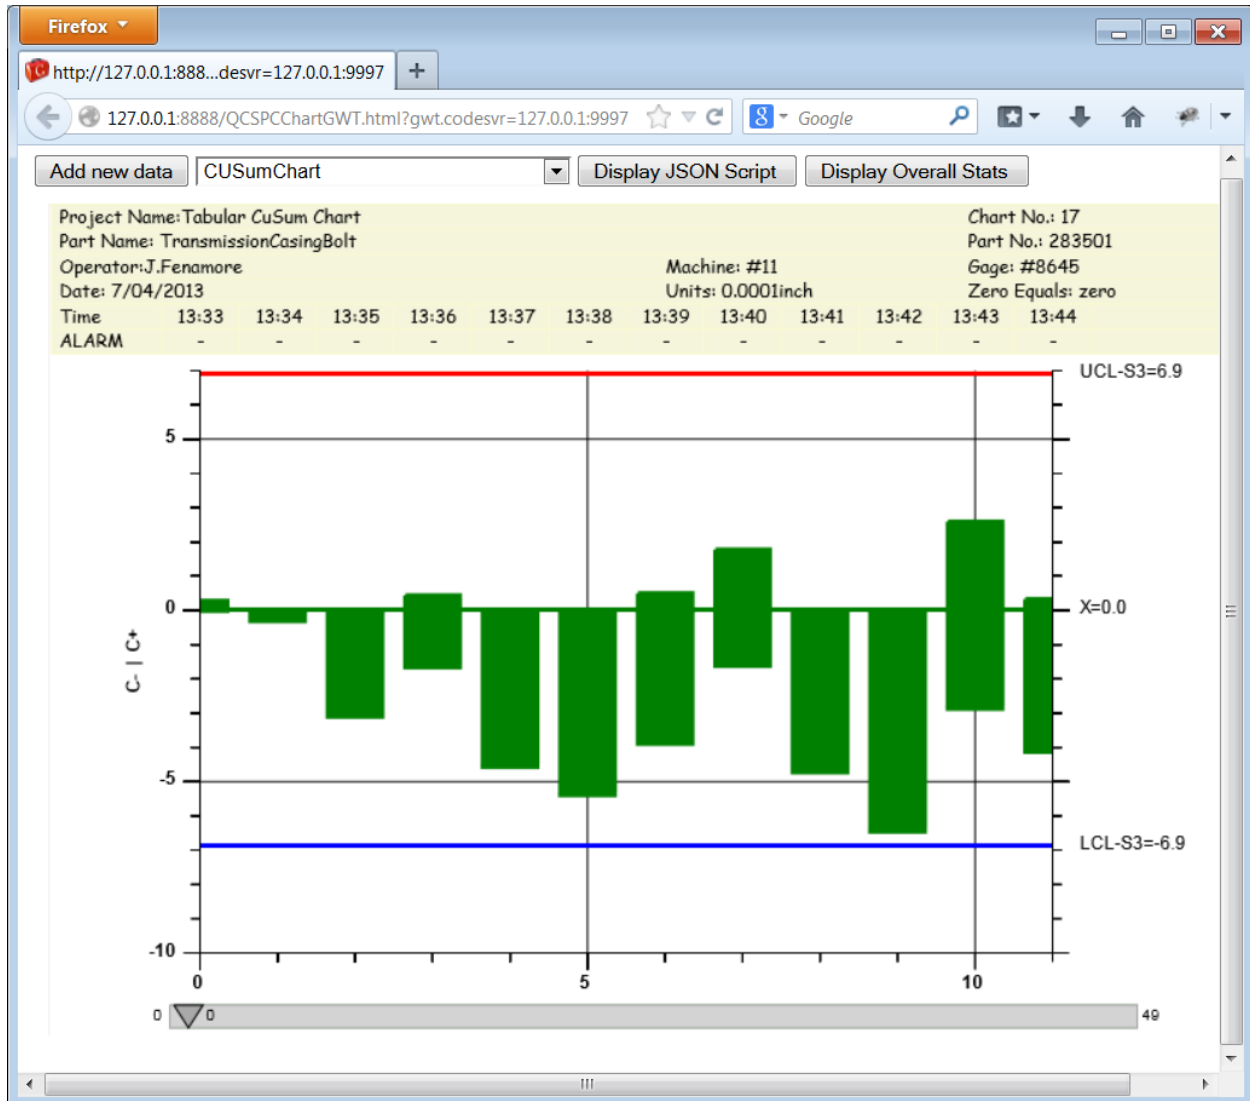 Firefox
http://127.0.0.1:888...desvr=127.0.0.1:9997
127.0.0.1:8888/QCSPCChartGWT.html?gwt.codesvr=127.0.0.1:9997 8 Google
Add new data CUSumChart Display JSON Script Display Overall Stats
Project Name:Tabular CuSum Chart Chart No.: 17
Part Name: TransmissionCasingBolt Part No.: 283501
Operator:J.Fenamore Machine: #11 Gage: #8645
Date: 7/04/2013 Units: 0.0001inch Zero Equals: zero
Time 13:33 13:34 13:35 13:36 13:37 13:38 13:39 13:40 13:41 13:42 13:43 13:44
ALARM - - - - - - - - - - - -
UCL-S3=6.9
5
0 X=0.0
C- | C+
-5
LCL-S3=-6.9
-10
0 5 10
0 0 49